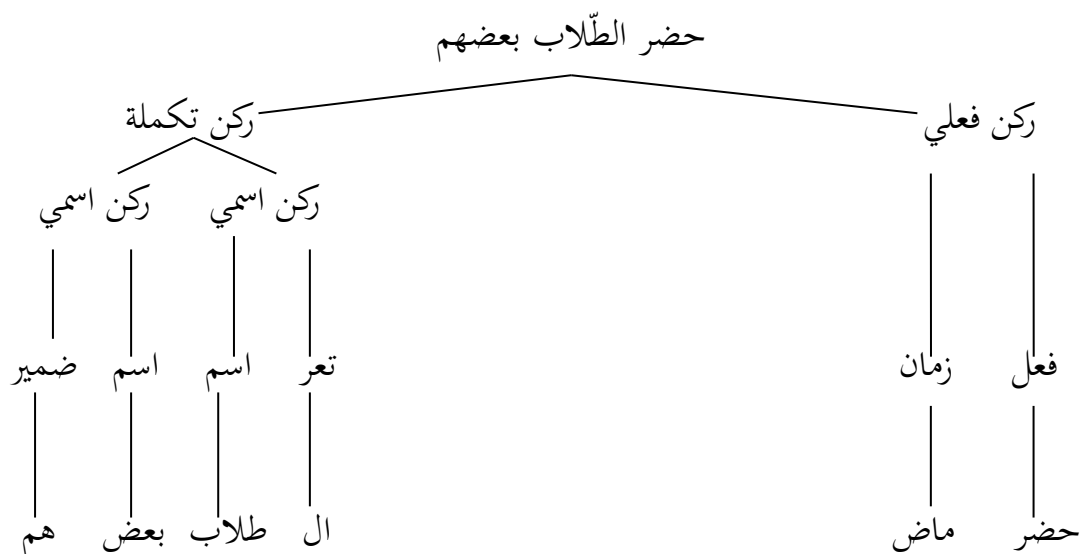 حضر الطّلاب بعضهم
ركن فعلي ركن تكملة
ركن اسمي ركن اسمي
فعل زمان تعر اسم اسم ضمير
حضر ماض ال طلاب بعض هم